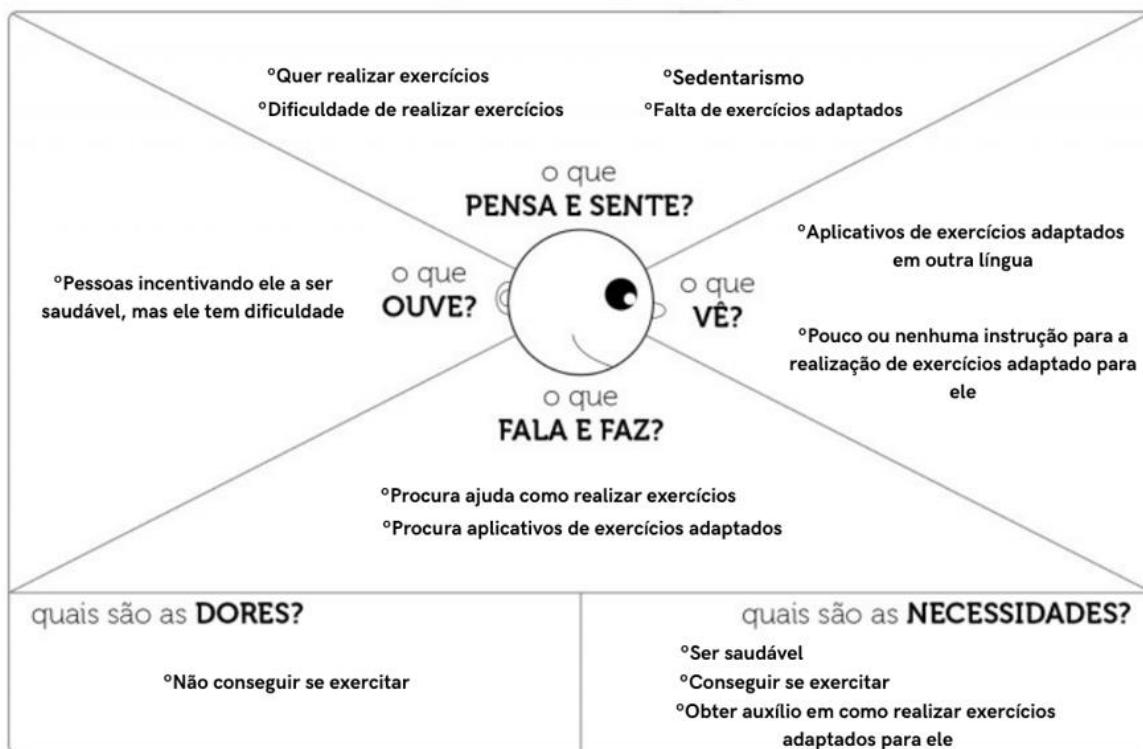 °Quer realizar exercícios
°Dificuldade de realizar exercícios
°Sedentarismo
°Falta de exercícios adaptados
o que
PENSA E SENTE?
°Pessoas incentivando ele a ser
saudável, mas ele tem dificuldade
o que
OUVE?
o que
VÊ?
°Aplicativos de exercícios adaptados
em outra língua
°Pouco ou nenhuma instrução para a
realização de exercícios adaptado para
ele
o que
FALA E FAZ?
°Procura ajuda como realizar exercícios
°Procura aplicativos de exercícios adaptados
quais são as DORES?
°Não conseguir se exercitar
quais são as NECESSIDADES?
°Ser saudável
°Conseguir se exercitar
°Obter auxílio em como realizar exercícios
adaptados para ele